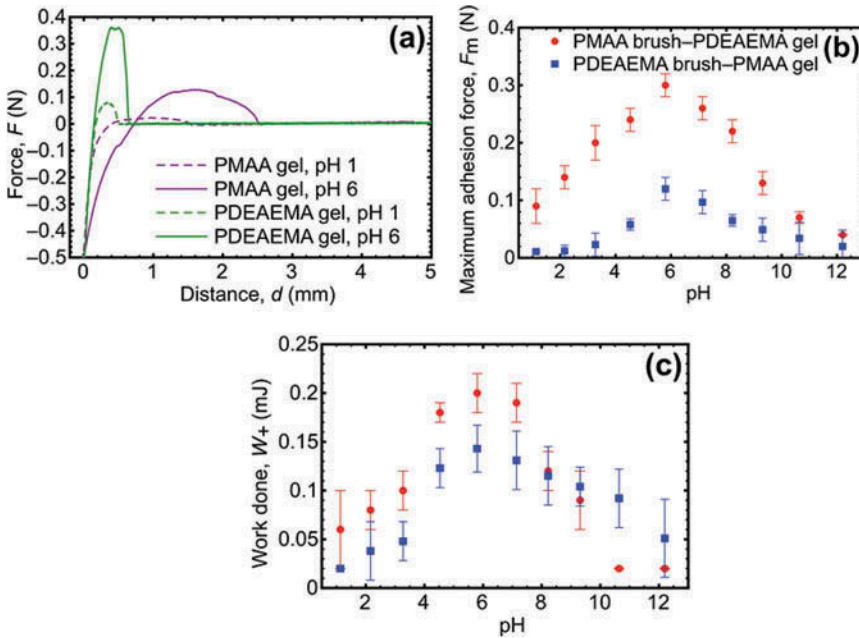 (a)
Force, F (N)
0.4
0.3
0.2
0.1
0
–0.1
–0.2
–0.3
–0.4
–0.5
PMAA gel, pH 1
PMAA gel, pH 6
PDEAEMA gel, pH 1
PDEAEMA gel, pH 6
0 1 2 3 4 5
Distance, d (mm)
(b)
Maximum adhesion force, Fm (N)
0.4
0.3
0.2
0.1
0
PMAA brush–PDEAEMA gel
PDEAEMA brush–PMAA gel
2 4 6 8 10 12
pH
(c)
Work done, W+ (mJ)
0.25
0.2
0.15
0.1
0.05
0
2 4 6 8 10 12
pH